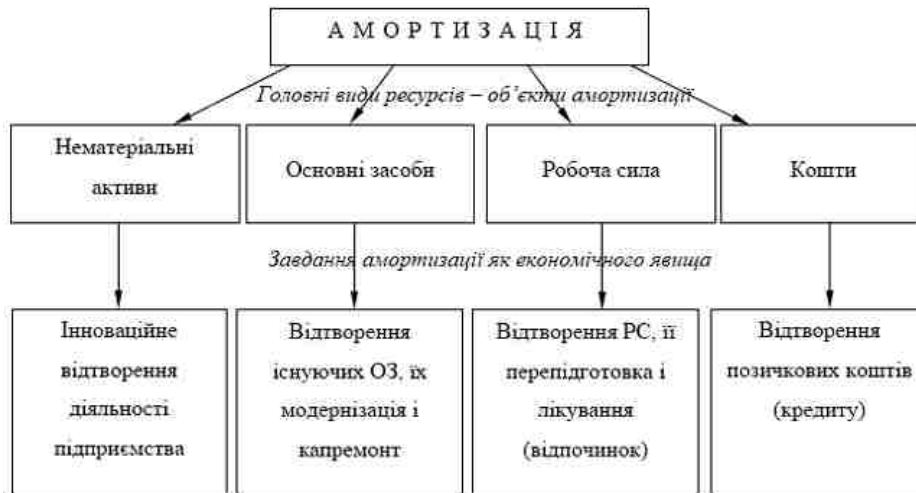 АМОРТИЗАЦІЯ
Головні види ресурсів – об’єкти амортизації
Нематеріальні
активи
Основні засоби
Робоча сила
Кошти
Завдання амортизації як економічного явища
Інноваційне
відтворення
діяльності
підприємства
Відтворення
існуючих ОЗ, їх
модернізація і
капремонт
Відтворення РС, її
перепідготовка і
лікування
(відпочинок)
Відтворення
позичкових коштів
(кредиту)